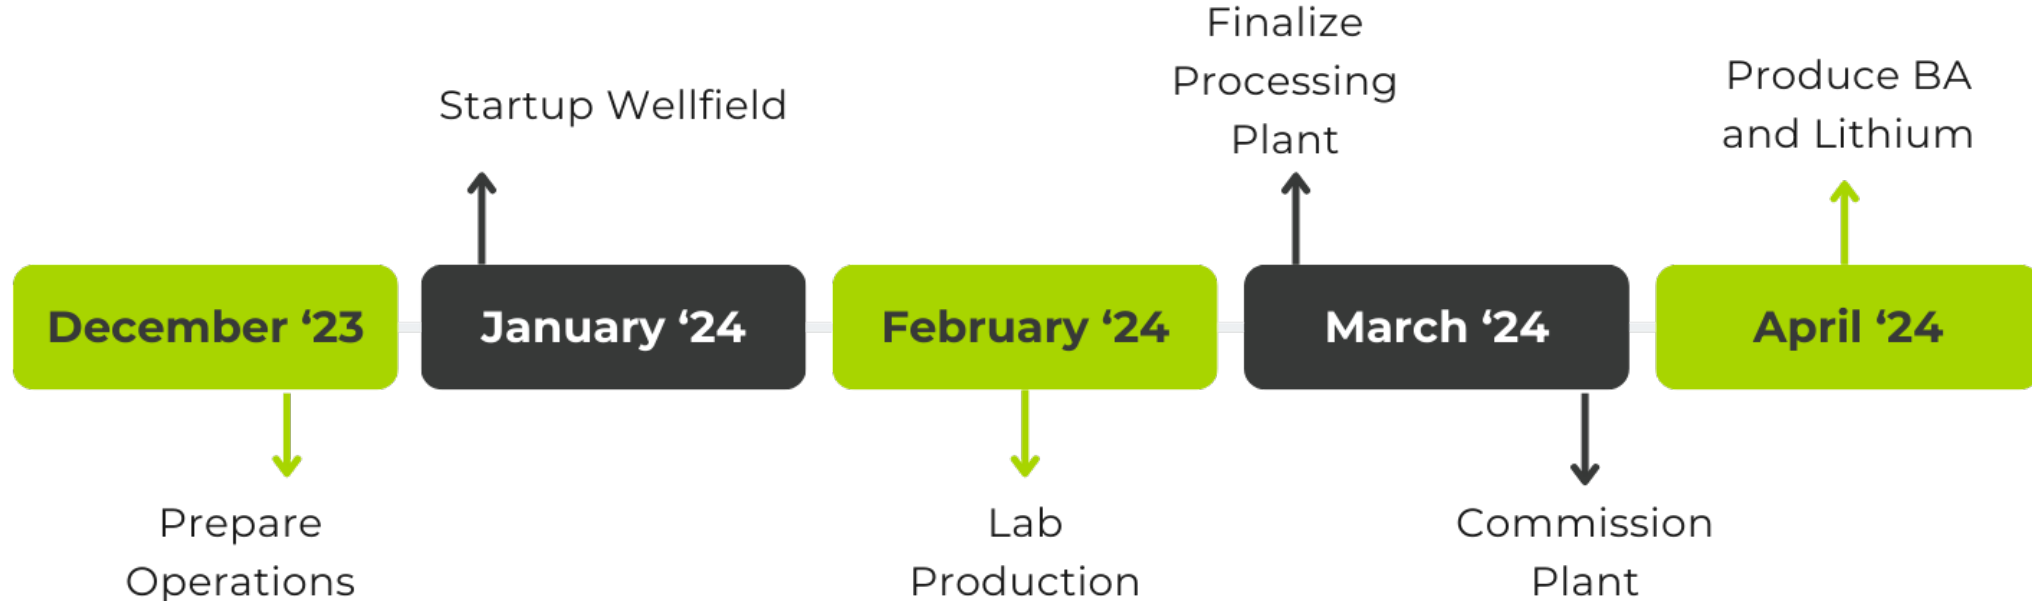 Finalize
Processing
Plant
Produce BA
and Lithium
Startup Wellfield
December ‘23
January ‘24
February ‘24
March ‘24
April ‘24
Prepare
Operations
Lab
Production
Commission
Plant